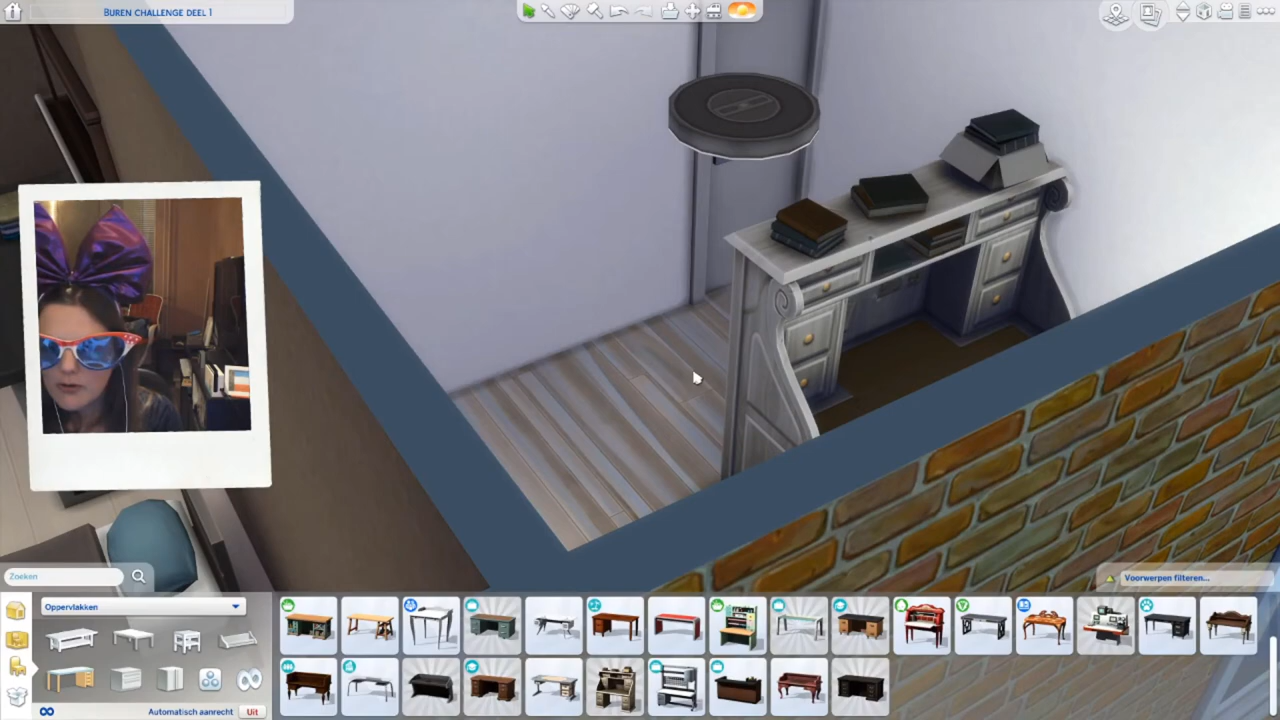 BUREN CHALLENGE DEEL 1
Zoeken
Voorwerpen filteren...
Oppervlakken
Automatisch aanrecht
Uit